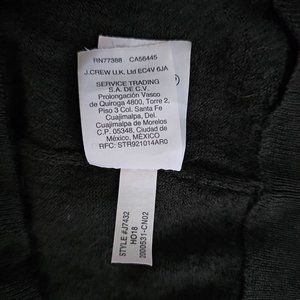 RN77388 CA56445
J.CREW U.K. Ltd EC4V 6JA
SERVICE TRADING
S.A. DE C.V.
Prolongación Vasco
de Quiroga 4800, Torre 2,
Piso 3 Col. Santa Fe
Cuajimalpa, Del.
Cuajimalpa de Morelos
C.P. 05348, Ciudad de
México, MÉXICO
RFC: STR921014AR0
®
STYLE #J7432
HO18
2000531-CN02